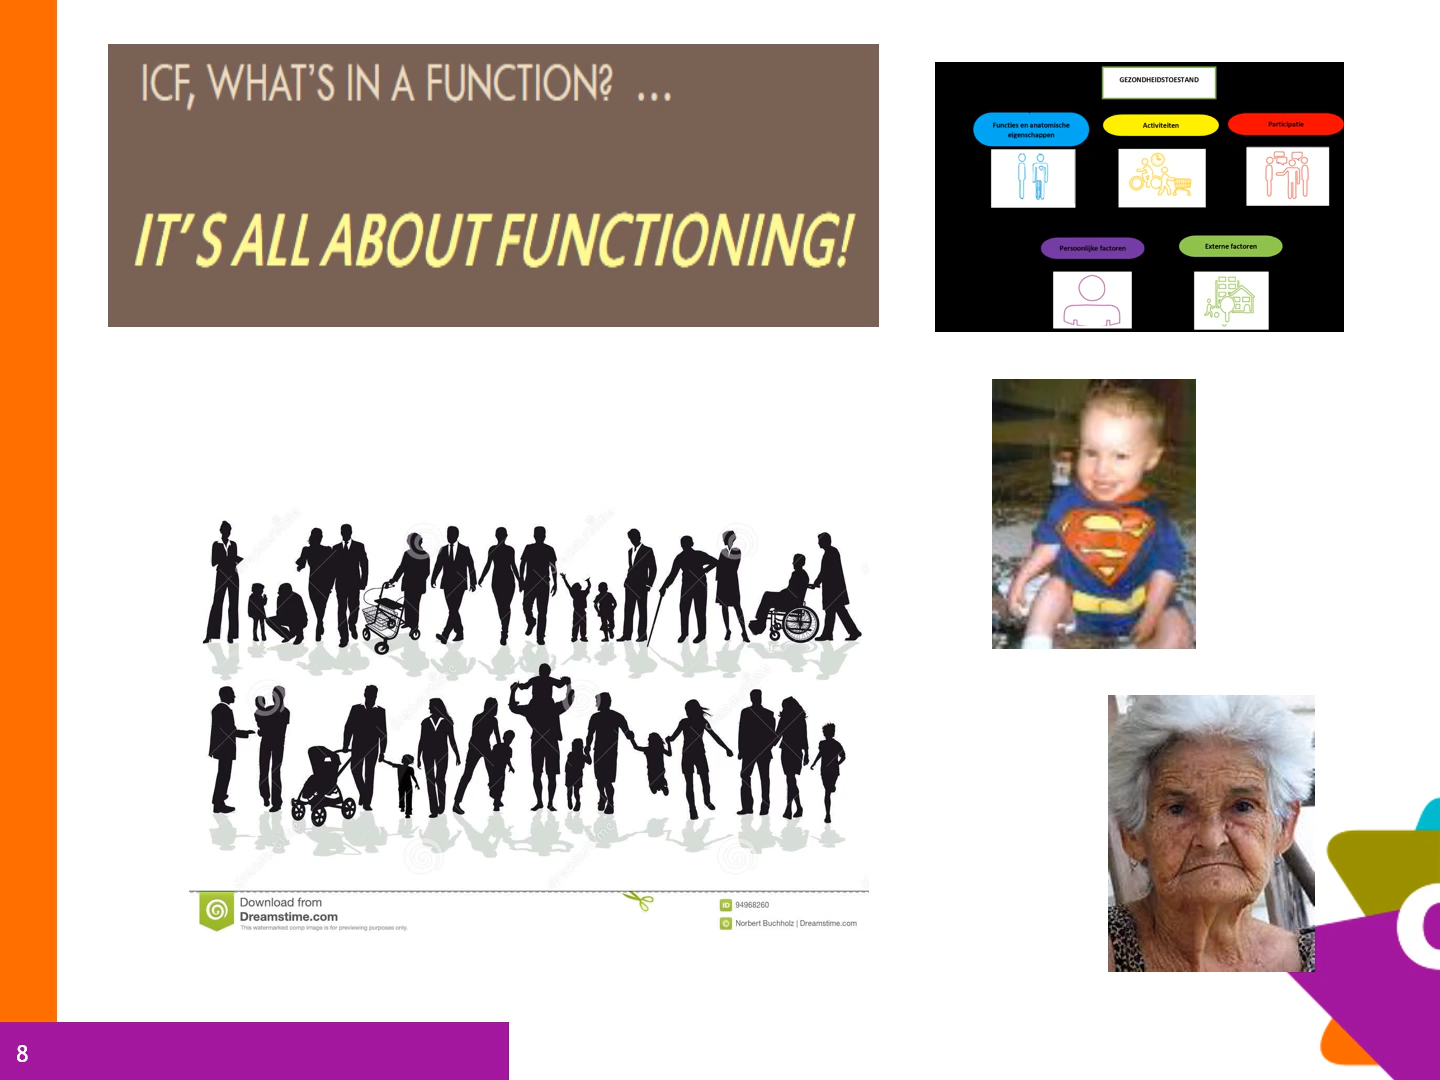 ICF, WHAT'S IN A FUNCTION? ...
IT'S ALL ABOUT FUNCTIONING!
GEZONDHEIDSTOESTAND
Functies en anatomische
eigenschappen
Activiteiten
Participatie
Persoonlijke factoren
Externe factoren
Download from
Dreamstime.com
This watermarked comp image is for previewing purposes only.
ID 94968260
© Norbert Buchholz | Dreamstime.com
8